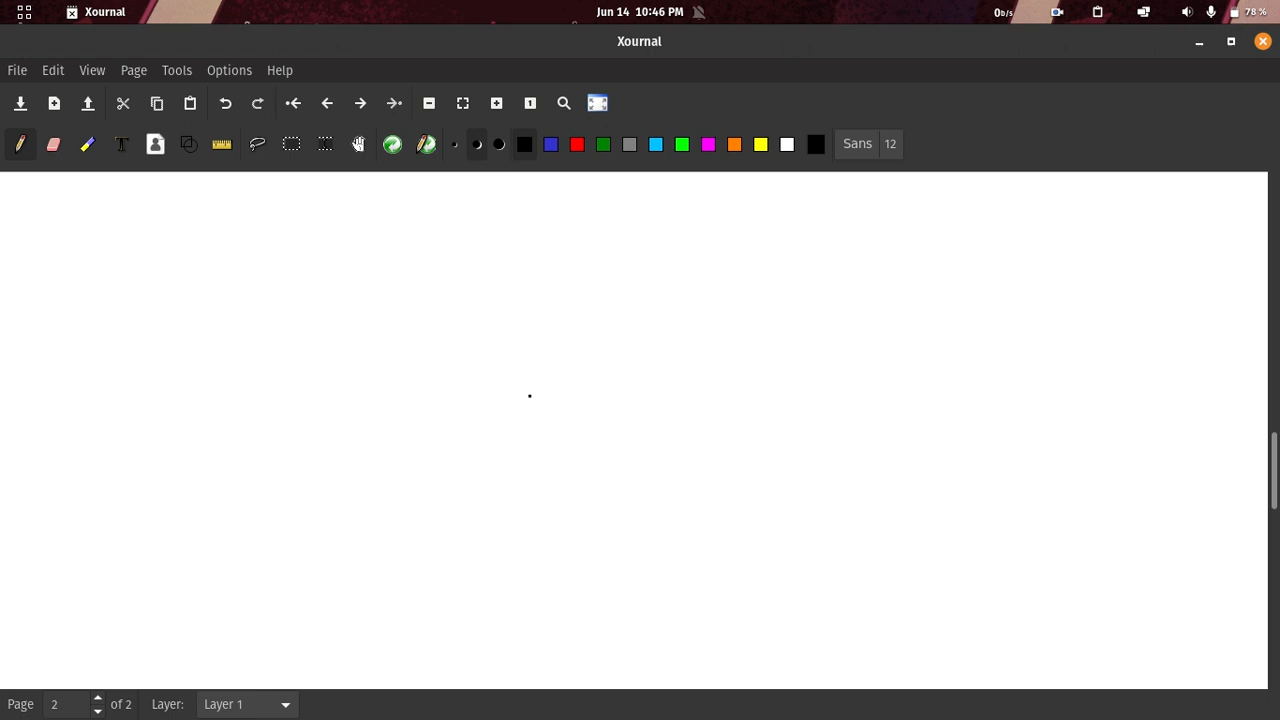 Xournal Jun 14 10:46 PM 0b/s 78 %
Xournal
File Edit View Page Tools Options Help
1
T Sans 12
Page 2 of 2 Layer: Layer 1